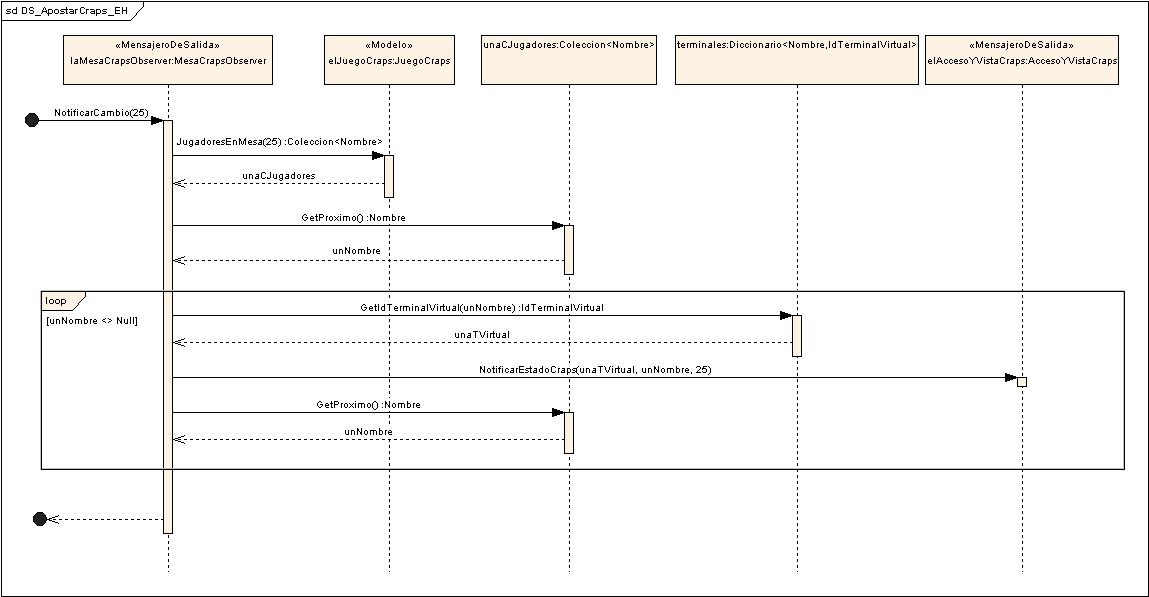 sd DS_ApostarCraps_EH
«MensajeroDeSalida»
laMesaCrapsObserver:MesaCrapsObserver
«Modelo»
elJuegoCraps:JuegoCraps
unaCJugadores:Coleccion<Nombre>
terminales:Diccionario<Nombre,IdTerminalVirtual>
«MensajeroDeSalida»
elAccesoYVistaCraps:AccesoYVistaCraps
NotificarCambio(25)
JugadoresEnMesa(25) :Coleccion<Nombre>
unaCJugadores
GetProximo() :Nombre
unNombre
loop
[unNombre <> Null]
GetIdTerminalVirtual(unNombre) :IdTerminalVirtual
unaTVirtual
NotificarEstadoCraps(unaTVirtual, unNombre, 25)
GetProximo() :Nombre
unNombre